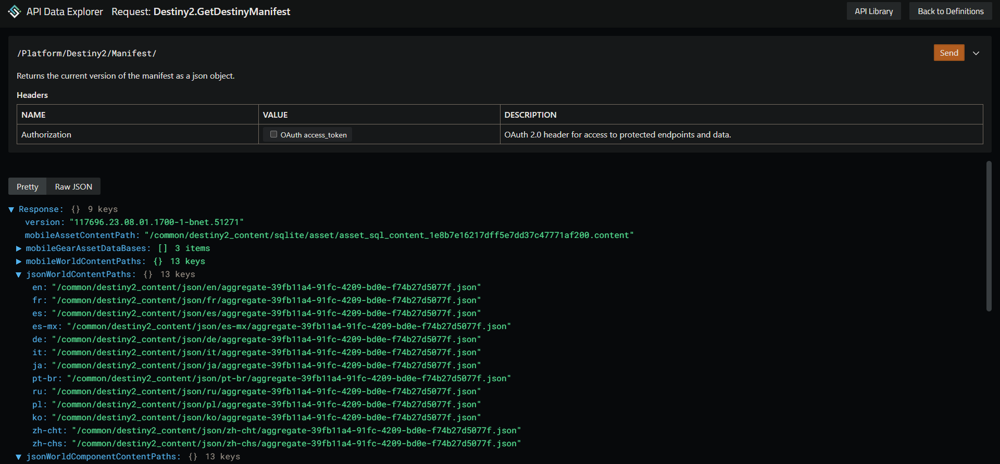 API Data Explorer Request: Destiny2.GetDestinyManifest API Library Back to Definitions
/Platform/Destiny2/Manifest/ Send
Returns the current version of the manifest as a json object.
Headers
NAME VALUE DESCRIPTION
Authorization OAuth access_token OAuth 2.0 header for access to protected endpoints and data.
Pretty Raw JSON
▼ Response: {} 9 keys
version: "117696.23.08.01.1700-1-bnet.51271"
mobileAssetContentPath: "/common/destiny2_content/sqlite/asset/asset_sql_content_1e8b7e16217dff5e7dd37c47771af200.content"
▶ mobileGearAssetDataBases: [] 3 items
▶ mobileWorldContentPaths: {} 13 keys
▼ jsonWorldContentPaths: {} 13 keys
en: "/common/destiny2_content/json/en/aggregate-39fb11a4-91fc-4209-bd0e-f74b27d5077f.json"
fr: "/common/destiny2_content/json/fr/aggregate-39fb11a4-91fc-4209-bd0e-f74b27d5077f.json"
es: "/common/destiny2_content/json/es/aggregate-39fb11a4-91fc-4209-bd0e-f74b27d5077f.json"
es-mx: "/common/destiny2_content/json/es-mx/aggregate-39fb11a4-91fc-4209-bd0e-f74b27d5077f.json"
de: "/common/destiny2_content/json/de/aggregate-39fb11a4-91fc-4209-bd0e-f74b27d5077f.json"
it: "/common/destiny2_content/json/it/aggregate-39fb11a4-91fc-4209-bd0e-f74b27d5077f.json"
ja: "/common/destiny2_content/json/ja/aggregate-39fb11a4-91fc-4209-bd0e-f74b27d5077f.json"
pt-br: "/common/destiny2_content/json/pt-br/aggregate-39fb11a4-91fc-4209-bd0e-f74b27d5077f.json"
ru: "/common/destiny2_content/json/ru/aggregate-39fb11a4-91fc-4209-bd0e-f74b27d5077f.json"
pl: "/common/destiny2_content/json/pl/aggregate-39fb11a4-91fc-4209-bd0e-f74b27d5077f.json"
ko: "/common/destiny2_content/json/ko/aggregate-39fb11a4-91fc-4209-bd0e-f74b27d5077f.json"
zh-cht: "/common/destiny2_content/json/zh-cht/aggregate-39fb11a4-91fc-4209-bd0e-f74b27d5077f.json"
zh-chs: "/common/destiny2_content/json/zh-chs/aggregate-39fb11a4-91fc-4209-bd0e-f74b27d5077f.json"
▼ jsonWorldComponentContentPaths: {} 13 keys